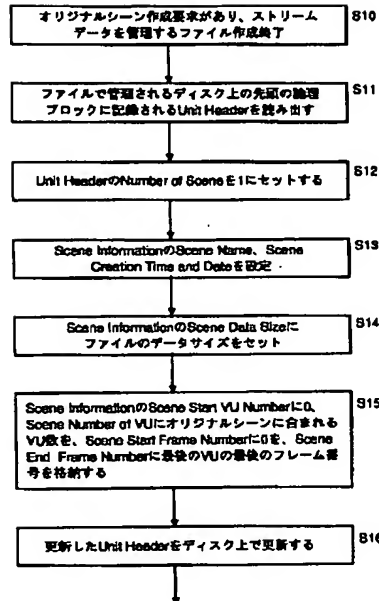 オリジナルシーン作成要求があり、ストリーム
データを管理するファイル作成終了
S10
ファイルで管理されるディスク上の先頭の論理
ブロックに記録されるUnit Headerを読み出す
S11
Unit HeaderのNumber of Sceneを1にセットする
S12
Scene InformationのScene Name、Scene
Creation Time and Dateを設定
S13
Scene InformationのScene Data Sizeに
ファイルのデータサイズをセット
S14
Scene InformationのScene Start VU Numberに0、
Scene Number of VUにオリジナルシーンに含まれる
VU数を、Scene Start Frame Numberに0を、Scene
End Frame Numberに最後のVUの最後のフレーム番
号を格納する
S15
更新したUnit Headerをディスク上で更新する
S16